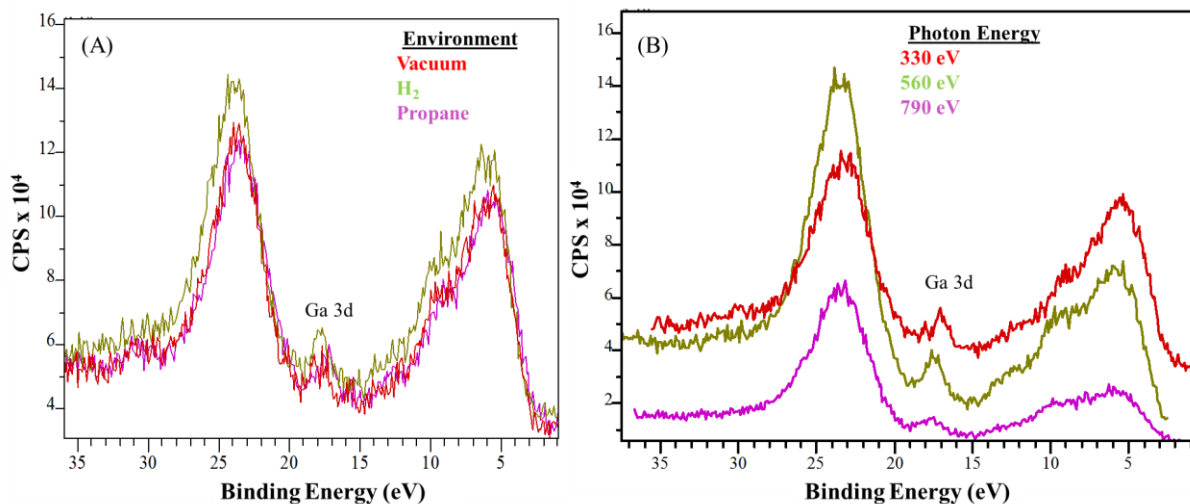 (A)
Environment
Vacuum
H₂
Propane
Ga 3d
CPS x 10⁴
16
14
12
10
8
6
4
35
30
25
20
15
10
5
Binding Energy (eV)
(B)
Photon Energy
330 eV
560 eV
790 eV
Ga 3d
CPS x 10⁴
16
14
12
10
8
6
4
2
35
30
25
20
15
10
5
Binding Energy (eV)